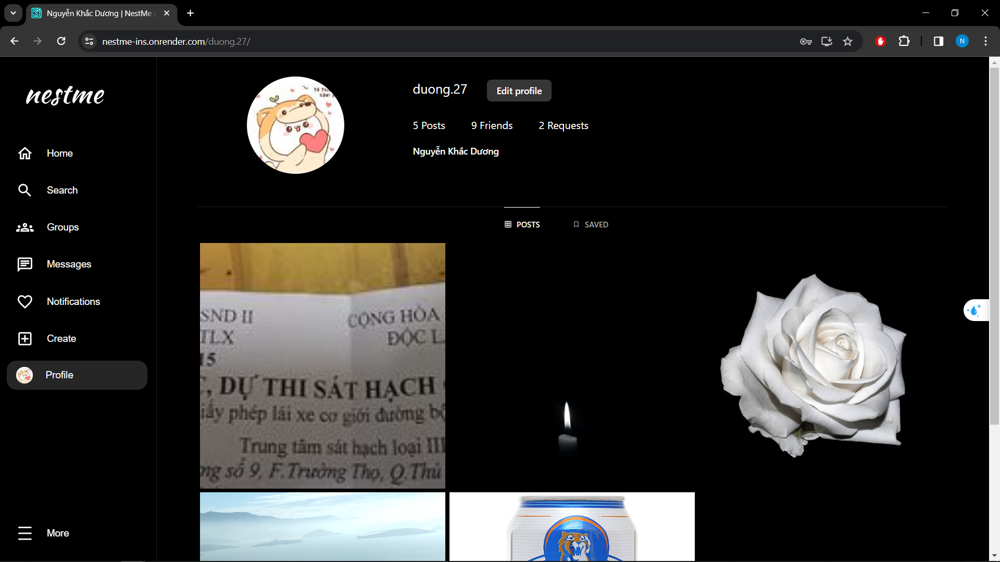 Nguyễn Khắc Dương | NestMe
nestme-ins.onrender.com/duong.27/
N
nestme
Home
Search
Groups
Messages
Notifications
Create
Profile
More
duong.27
Edit profile
5 Posts
9 Friends
2 Requests
Nguyễn Khắc Dương
POSTS
SAVED
SND II
CỘNG HÒA
TLX
ĐỘC L
15
, DỰ THI SÁT HẠCH
iấy phép lái xe cơ giới đường bộ
Trung tâm sát hạch loại III
ng số 9, F.Trường Thọ, Q.Thủ